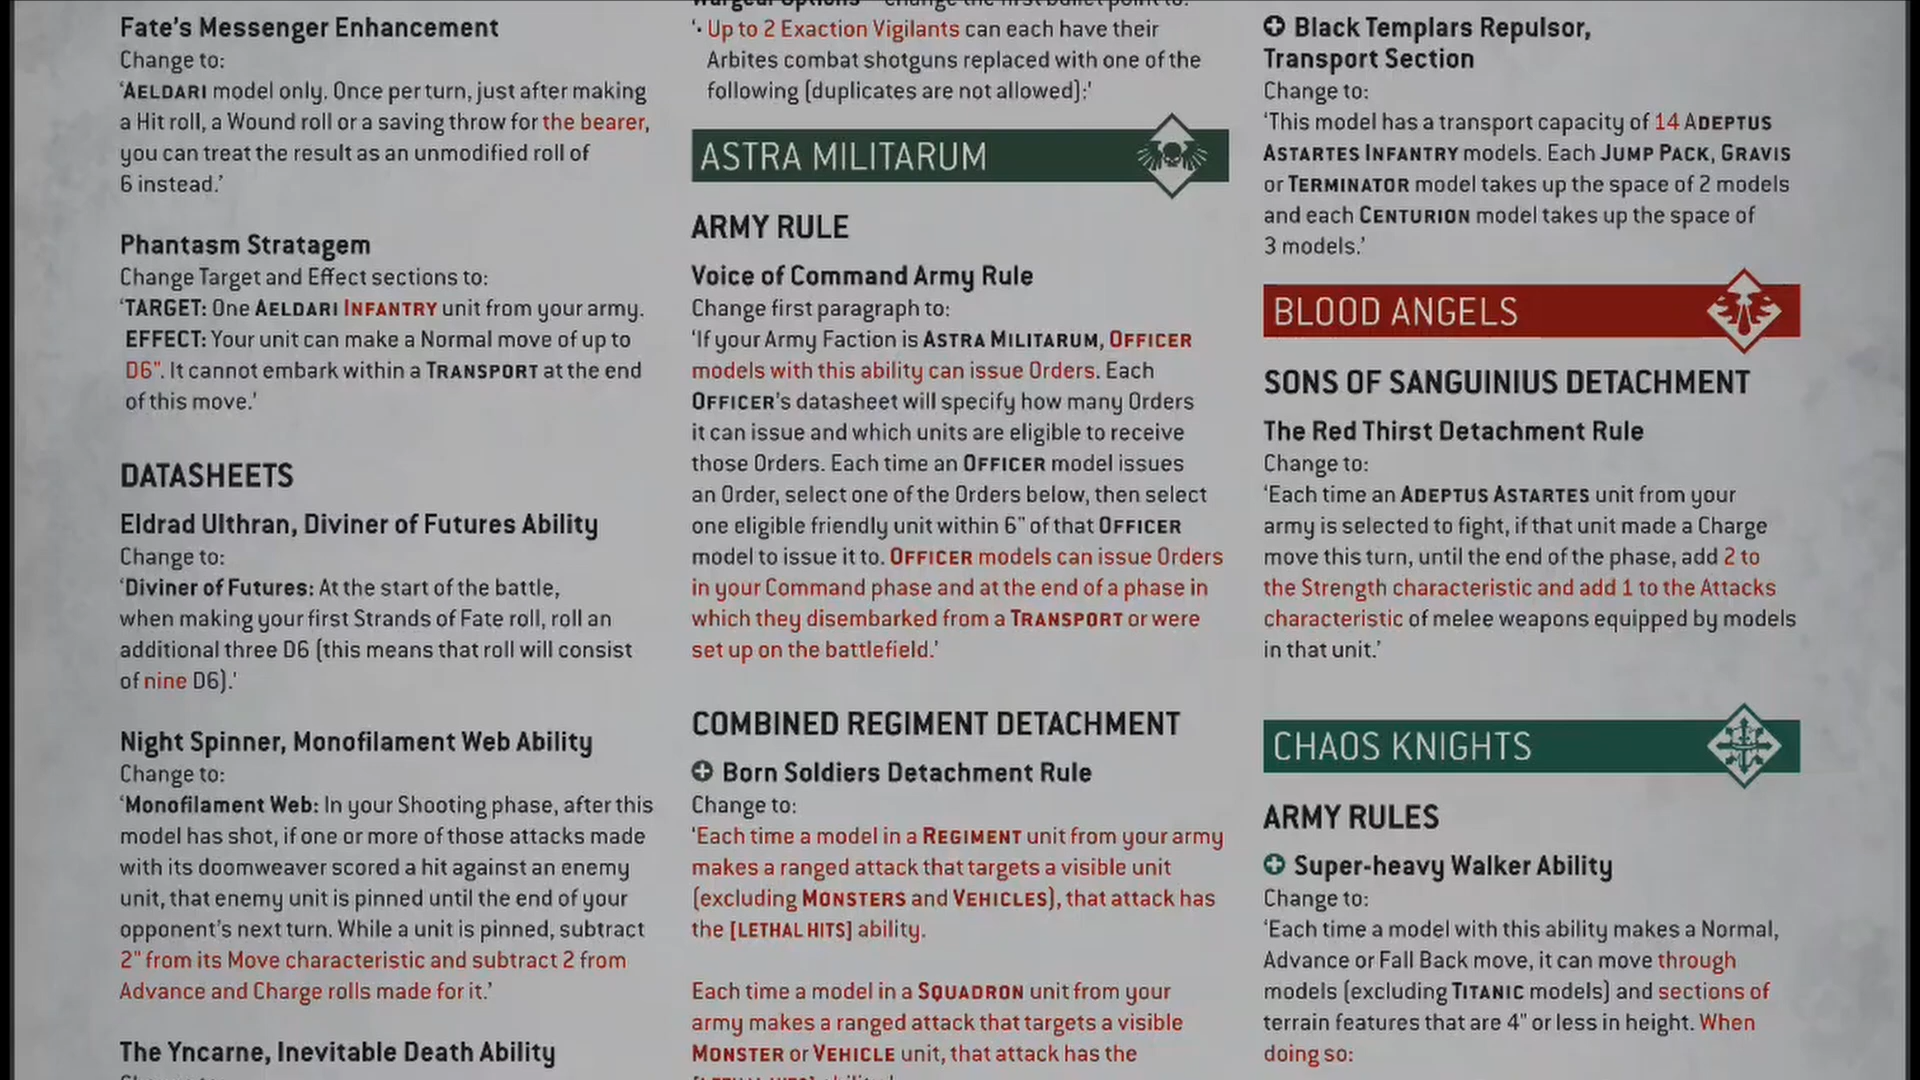 Fate's Messenger Enhancement
Change to:
'AELDARI model only. Once per turn, just after making
a Hit roll, a Wound roll or a saving throw for the bearer,
you can treat the result as an unmodified roll of
6 instead.'
Phantasm Stratagem
Change Target and Effect sections to:
'TARGET: One AELDARI INFANTRY unit from your army.
EFFECT: Your unit can make a Normal move of up to
D6". It cannot embark within a TRANSPORT at the end
of this move.'
DATASHEETS
Eldrad Ulthran, Diviner of Futures Ability
Change to:
'Diviner of Futures: At the start of the battle,
when making your first Strands of Fate roll, roll an
additional three D6 (this means that roll will consist
of nine D6).'
Night Spinner, Monofilament Web Ability
Change to:
'Monofilament Web: In your Shooting phase, after this
model has shot, if one or more of those attacks made
with its doomweaver scored a hit against an enemy
unit, that enemy unit is pinned until the end of your
opponent's next turn. While a unit is pinned, subtract
2" from its Move characteristic and subtract 2 from
Advance and Charge rolls made for it.'
The Yncarne, Inevitable Death Ability
Wargear Options – change the first bullet point to:
'· Up to 2 Exaction Vigilants can each have their
Arbites combat shotguns replaced with one of the
following (duplicates are not allowed):'
ASTRA MILITARUM
ARMY RULE
Voice of Command Army Rule
Change first paragraph to:
'If your Army Faction is ASTRA MILITARUM, OFFICER
models with this ability can issue Orders. Each
OFFICER's datasheet will specify how many Orders
it can issue and which units are eligible to receive
those Orders. Each time an OFFICER model issues
an Order, select one of the Orders below, then select
one eligible friendly unit within 6" of that OFFICER
model to issue it to. OFFICER models can issue Orders
in your Command phase and at the end of a phase in
which they disembarked from a TRANSPORT or were
set up on the battlefield.'
COMBINED REGIMENT DETACHMENT
Born Soldiers Detachment Rule
Change to:
'Each time a model in a REGIMENT unit from your army
makes a ranged attack that targets a visible unit
(excluding MONSTERS and VEHICLES), that attack has
the [LETHAL HITS] ability.
Each time a model in a SQUADRON unit from your
army makes a ranged attack that targets a visible
MONSTER or VEHICLE unit, that attack has the
[LETHAL HITS] ability.'
Black Templars Repulsor,
Transport Section
Change to:
'This model has a transport capacity of 14 ADEPTUS
ASTARTES INFANTRY models. Each JUMP PACK, GRAVIS
or TERMINATOR model takes up the space of 2 models
and each CENTURION model takes up the space of
3 models.'
BLOOD ANGELS
SONS OF SANGUINIUS DETACHMENT
The Red Thirst Detachment Rule
Change to:
'Each time an ADEPTUS ASTARTES unit from your
army is selected to fight, if that unit made a Charge
move this turn, until the end of the phase, add 2 to
the Strength characteristic and add 1 to the Attacks
characteristic of melee weapons equipped by models
in that unit.'
CHAOS KNIGHTS
ARMY RULES
Super-heavy Walker Ability
Change to:
'Each time a model with this ability makes a Normal,
Advance or Fall Back move, it can move through
models (excluding TITANIC models) and sections of
terrain features that are 4" or less in height. When
doing so: